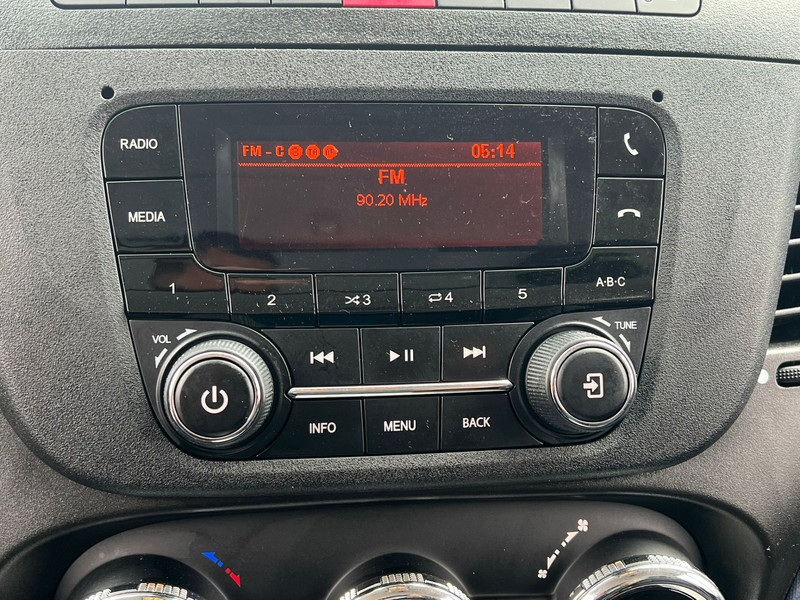 RADIO
FM - C
05:14
FM
90.20 MHz
MEDIA
1
2
3
4
5
A·B·C
VOL
TUNE
INFO
MENU
BACK